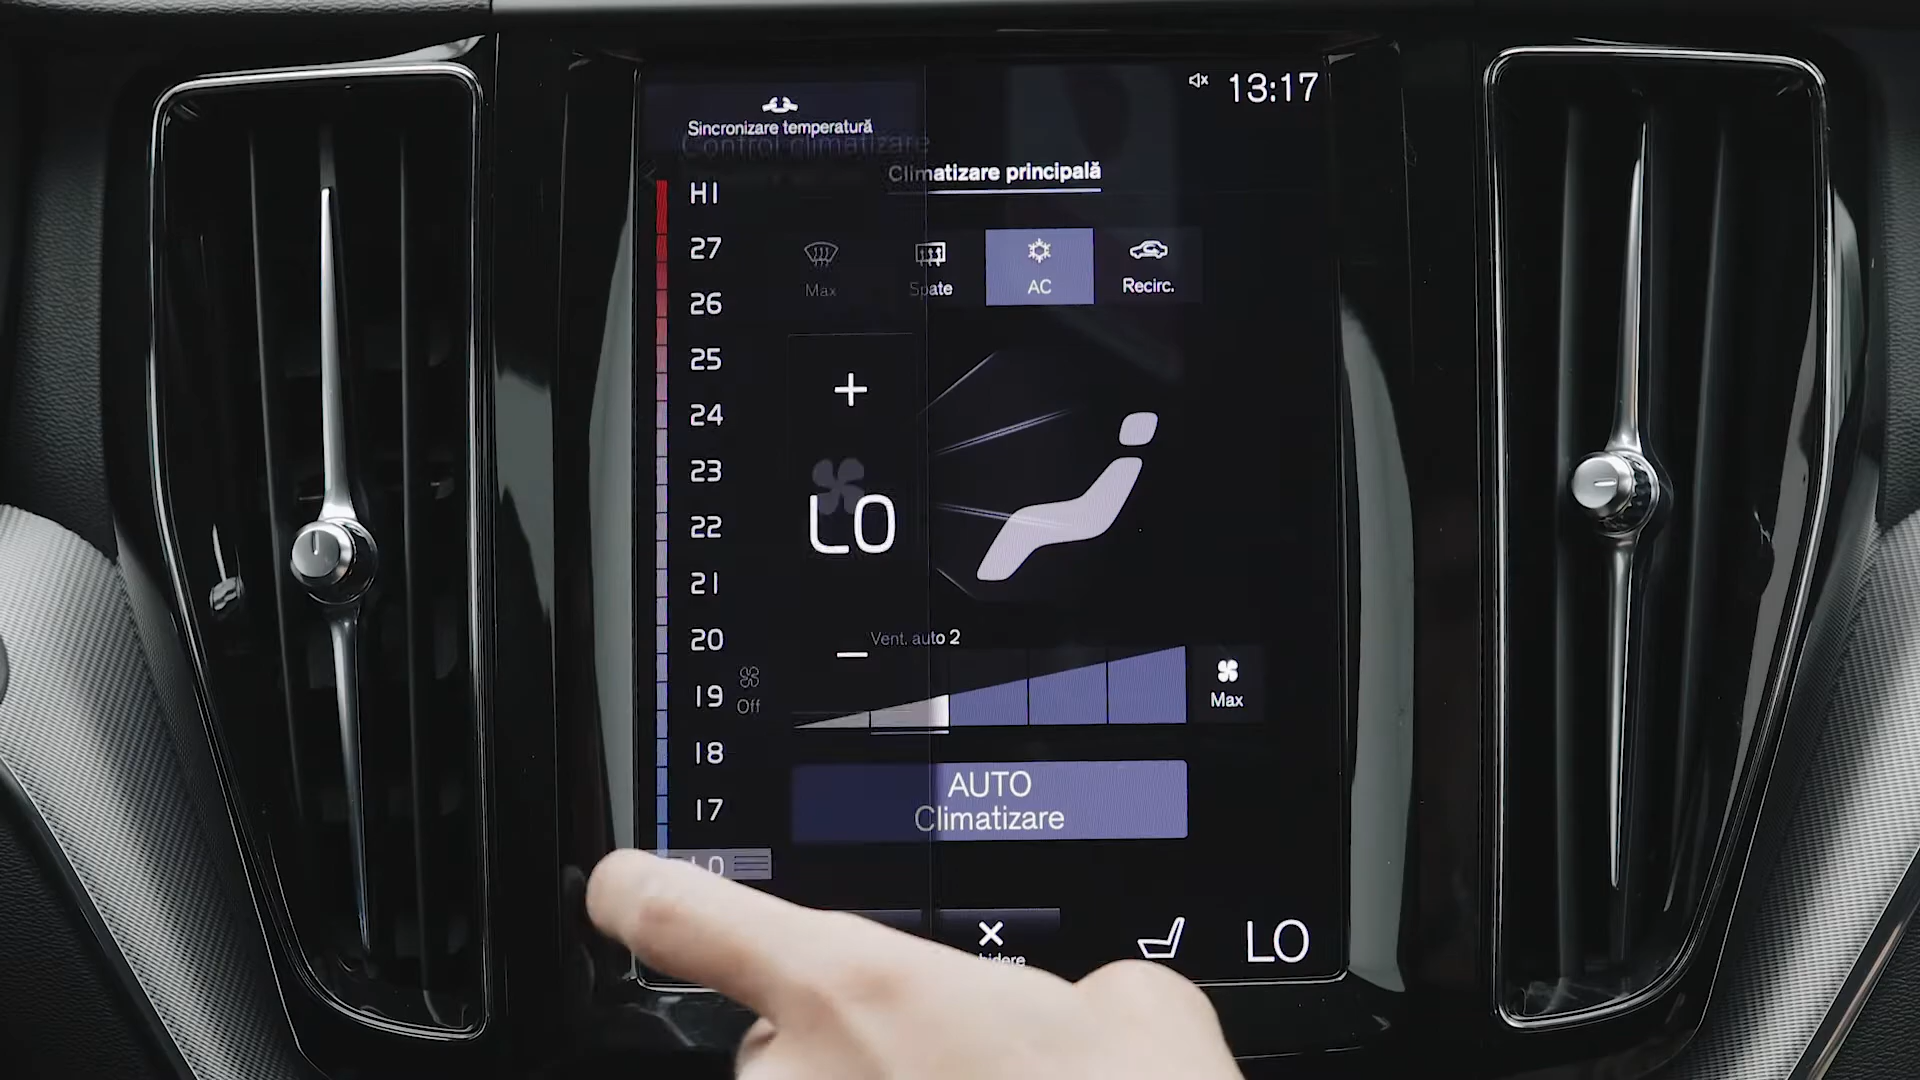 13:17
Sincronizare temperatură
Control climatizare
Climatizare principală
HI
27
26
25
24
23
22
21
20
19
18
17
LO
Max
Spate
AC
Recirc.
LO
Vent. auto 2
Off
Max
AUTO
Climatizare
LO